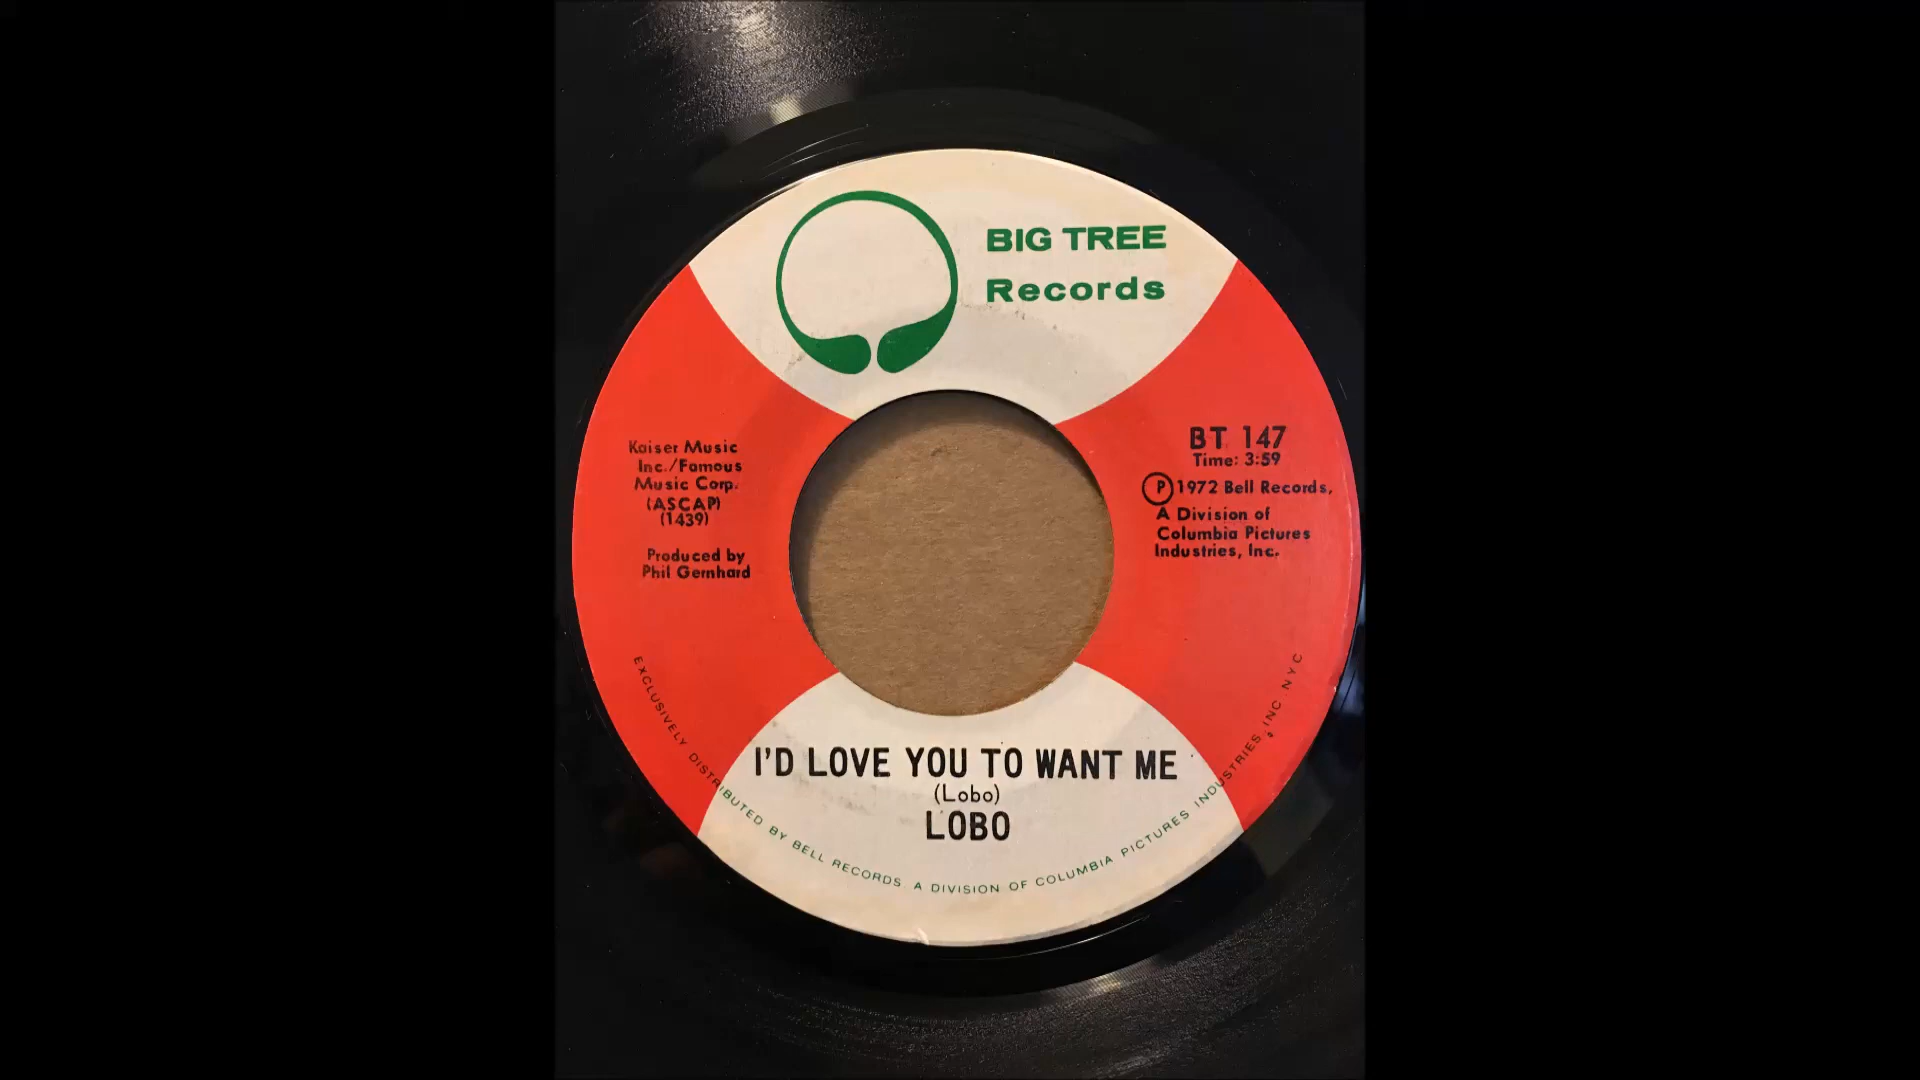 BIG TREE
Records
Kaiser Music
Inc./Famous
Music Corp.
(ASCAP)
(1439)
Produced by
Phil Gernhard
BT 147
Time: 3:59
Ⓟ 1972 Bell Records,
A Division of
Columbia Pictures
Industries, Inc.
I'D LOVE YOU TO WANT ME
(Lobo)
LOBO
EXCLUSIVELY DISTRIBUTED BY BELL RECORDS. A DIVISION OF COLUMBIA PICTURES INDUSTRIES, INC. NYC